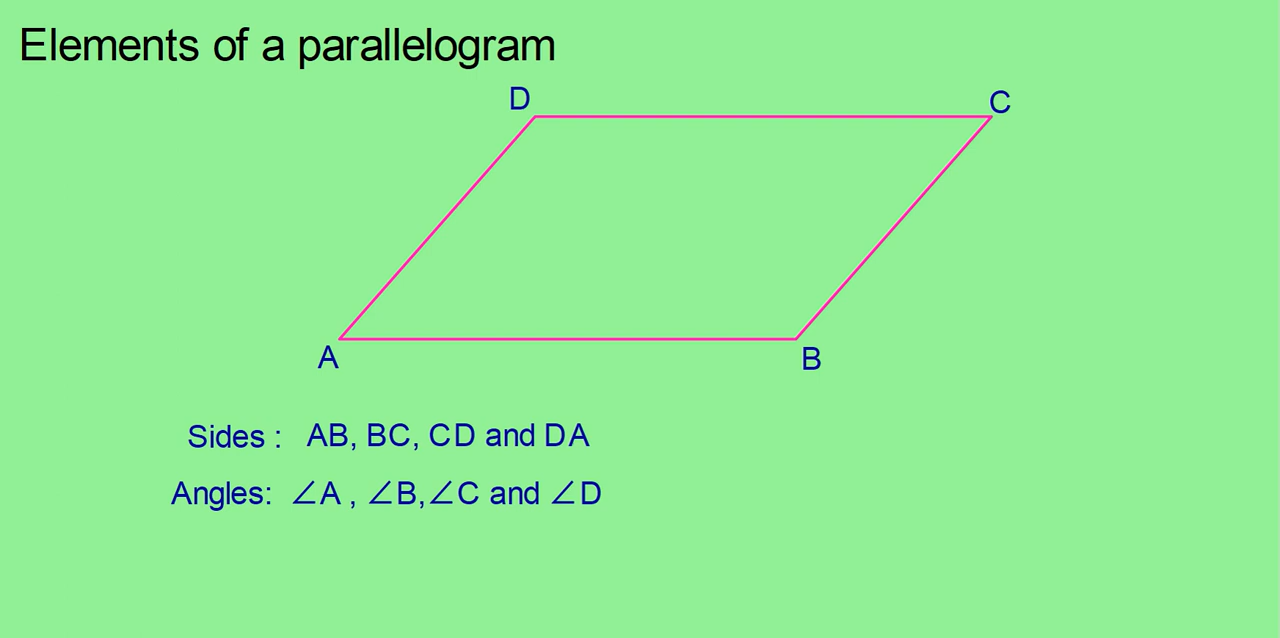 Elements of a parallelogram
D
C
A
B
Sides : AB, BC, CD and DA
Angles: ∠A , ∠B,∠C and ∠D